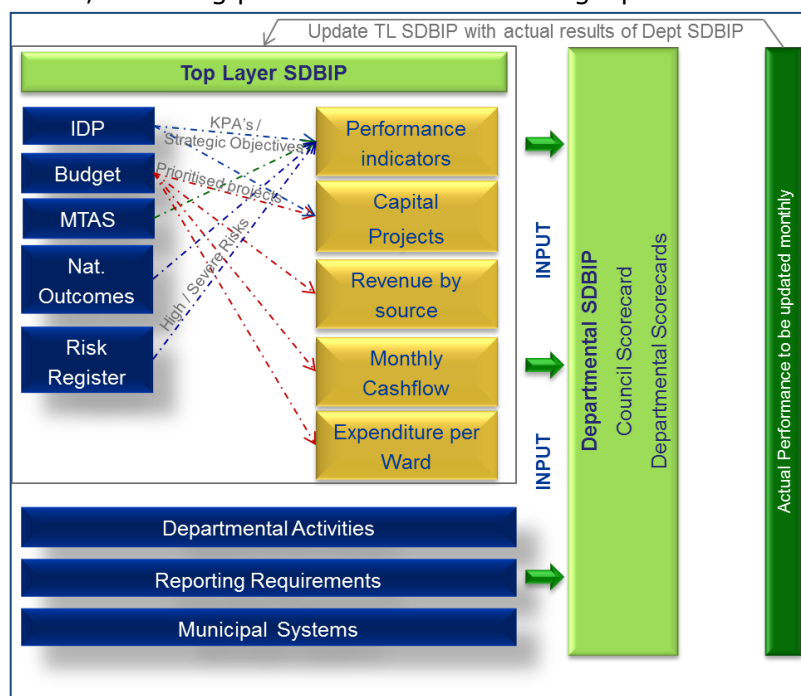 Update TL SDBIP with actual results of Dept SDBIP
Top Layer SDBIP
IDP
Budget
MTAS
Nat.
Outcomes
Risk
Register
KPA's /
Strategic Objectives
Prioritised projects
High / Severe Risks
Performance
indicators
Capital
Projects
Revenue by
source
Monthly
Cashflow
Expenditure per
Ward
INPUT
INPUT
Departmental SDBIP
Council Scorecard
Departmental Scorecards
Actual Performance to be updated monthly
Departmental Activities
Reporting Requirements
Municipal Systems